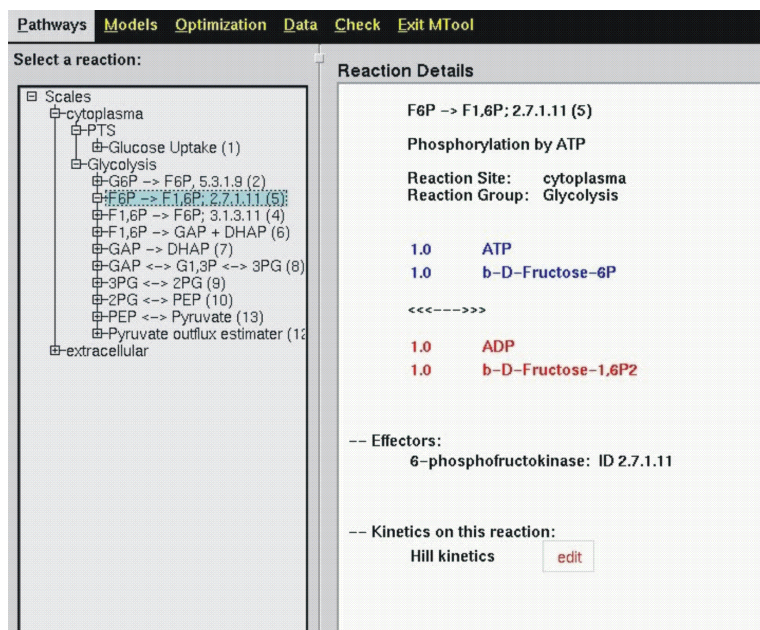 Pathways Models Optimization Data Check Exit MTool
Select a reaction:
Scales
cytoplasma
PTS
Glucose Uptake (1)
Glycolysis
G6P -> F6P, 5.3.1.9 (2)
F6P -> F1,6P; 2.7.1.11 (5)
F1,6P -> F6P; 3.1.3.11 (4)
F1,6P -> GAP + DHAP (6)
GAP -> DHAP (7)
GAP <-> G1,3P <-> 3PG (8)
3PG <-> 2PG (9)
2PG <-> PEP (10)
PEP <-> Pyruvate (13)
Pyruvate outflux estimater (12
extracellular
Reaction Details
F6P -> F1,6P; 2.7.1.11 (5)
Phosphorylation by ATP
Reaction Site: cytoplasma
Reaction Group: Glycolysis
1.0 ATP
1.0 b-D-Fructose-6P
<<<--->>>
1.0 ADP
1.0 b-D-Fructose-1,6P2
-- Effectors:
6-phosphofructokinase: ID 2.7.1.11
-- Kinetics on this reaction:
Hill kinetics edit